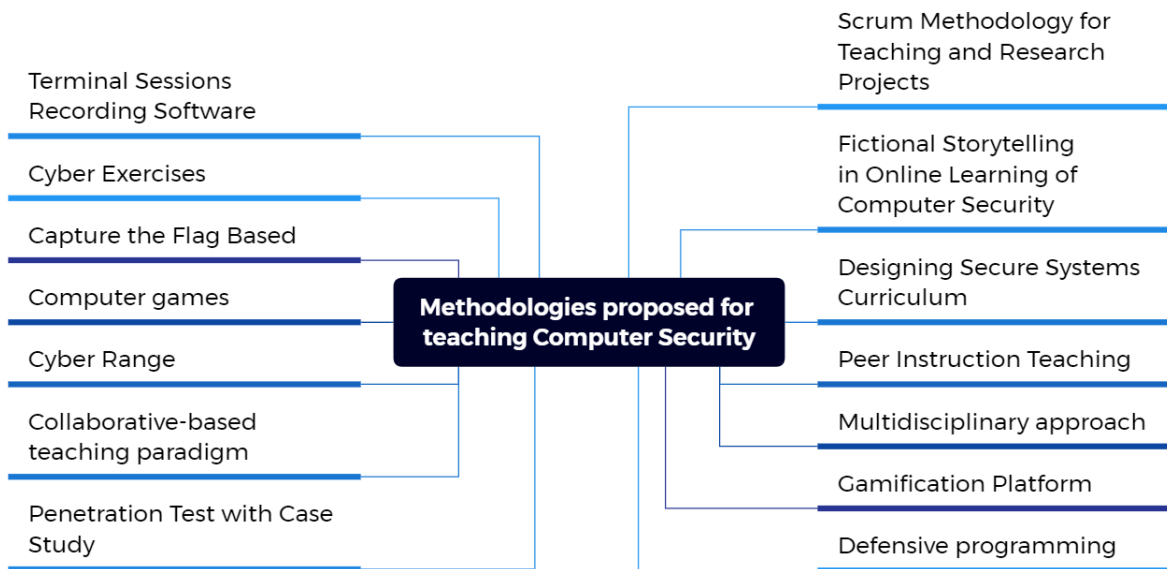 Terminal Sessions
Recording Software
Cyber Exercises
Capture the Flag Based
Computer games
Cyber Range
Collaborative-based
teaching paradigm
Penetration Test with Case
Study
Methodologies proposed for
teaching Computer Security
Scrum Methodology for
Teaching and Research
Projects
Fictional Storytelling
in Online Learning of
Computer Security
Designing Secure Systems
Curriculum
Peer Instruction Teaching
Multidisciplinary approach
Gamification Platform
Defensive programming